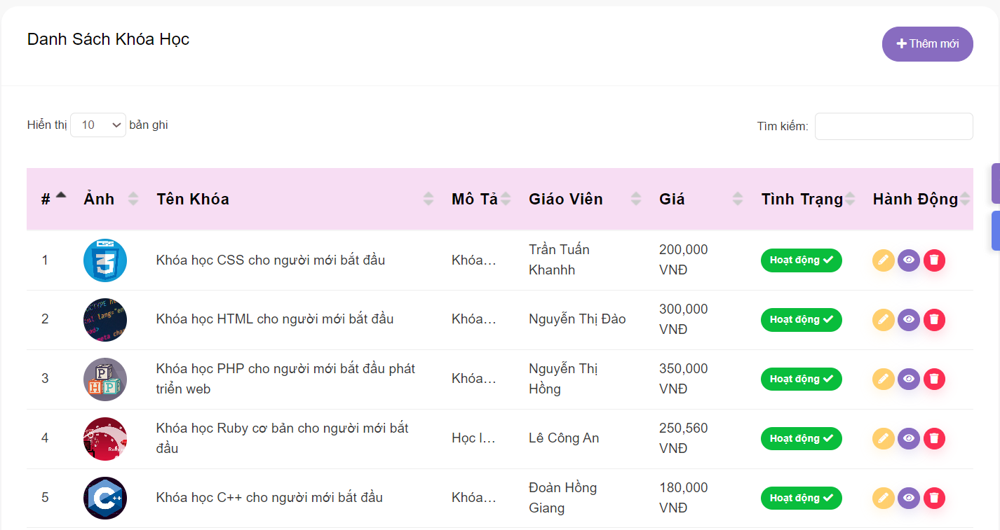 Danh Sách Khóa Học
Thêm mới
Hiển thị 10 bản ghi
Tìm kiếm:
# Ảnh Tên Khóa Mô Tả Giáo Viên Giá Tình Trạng Hành Động
CSS
3
1 Khóa học CSS cho người mới bắt đầu Khóa… Trần Tuấn
Khanhh
200,000
VNĐ
Hoạt động
lang="en
2 Khóa học HTML cho người mới bắt đầu Khóa… Nguyễn Thị Đào
300,000
VNĐ
Hoạt động
P
H P
3 Khóa học PHP cho người mới bắt đầu phát
triển web
Khóa…
Nguyễn Thị
Hồng
350,000
VNĐ
Hoạt động
4 Khóa học Ruby cơ bản cho người mới bắt
đầu
Học l…
Lê Công An
250,560
VNĐ
Hoạt động
C++
5 Khóa học C++ cho người mới bắt đầu Khóa…
Đoàn Hồng
Giang
180,000
VNĐ
Hoạt động